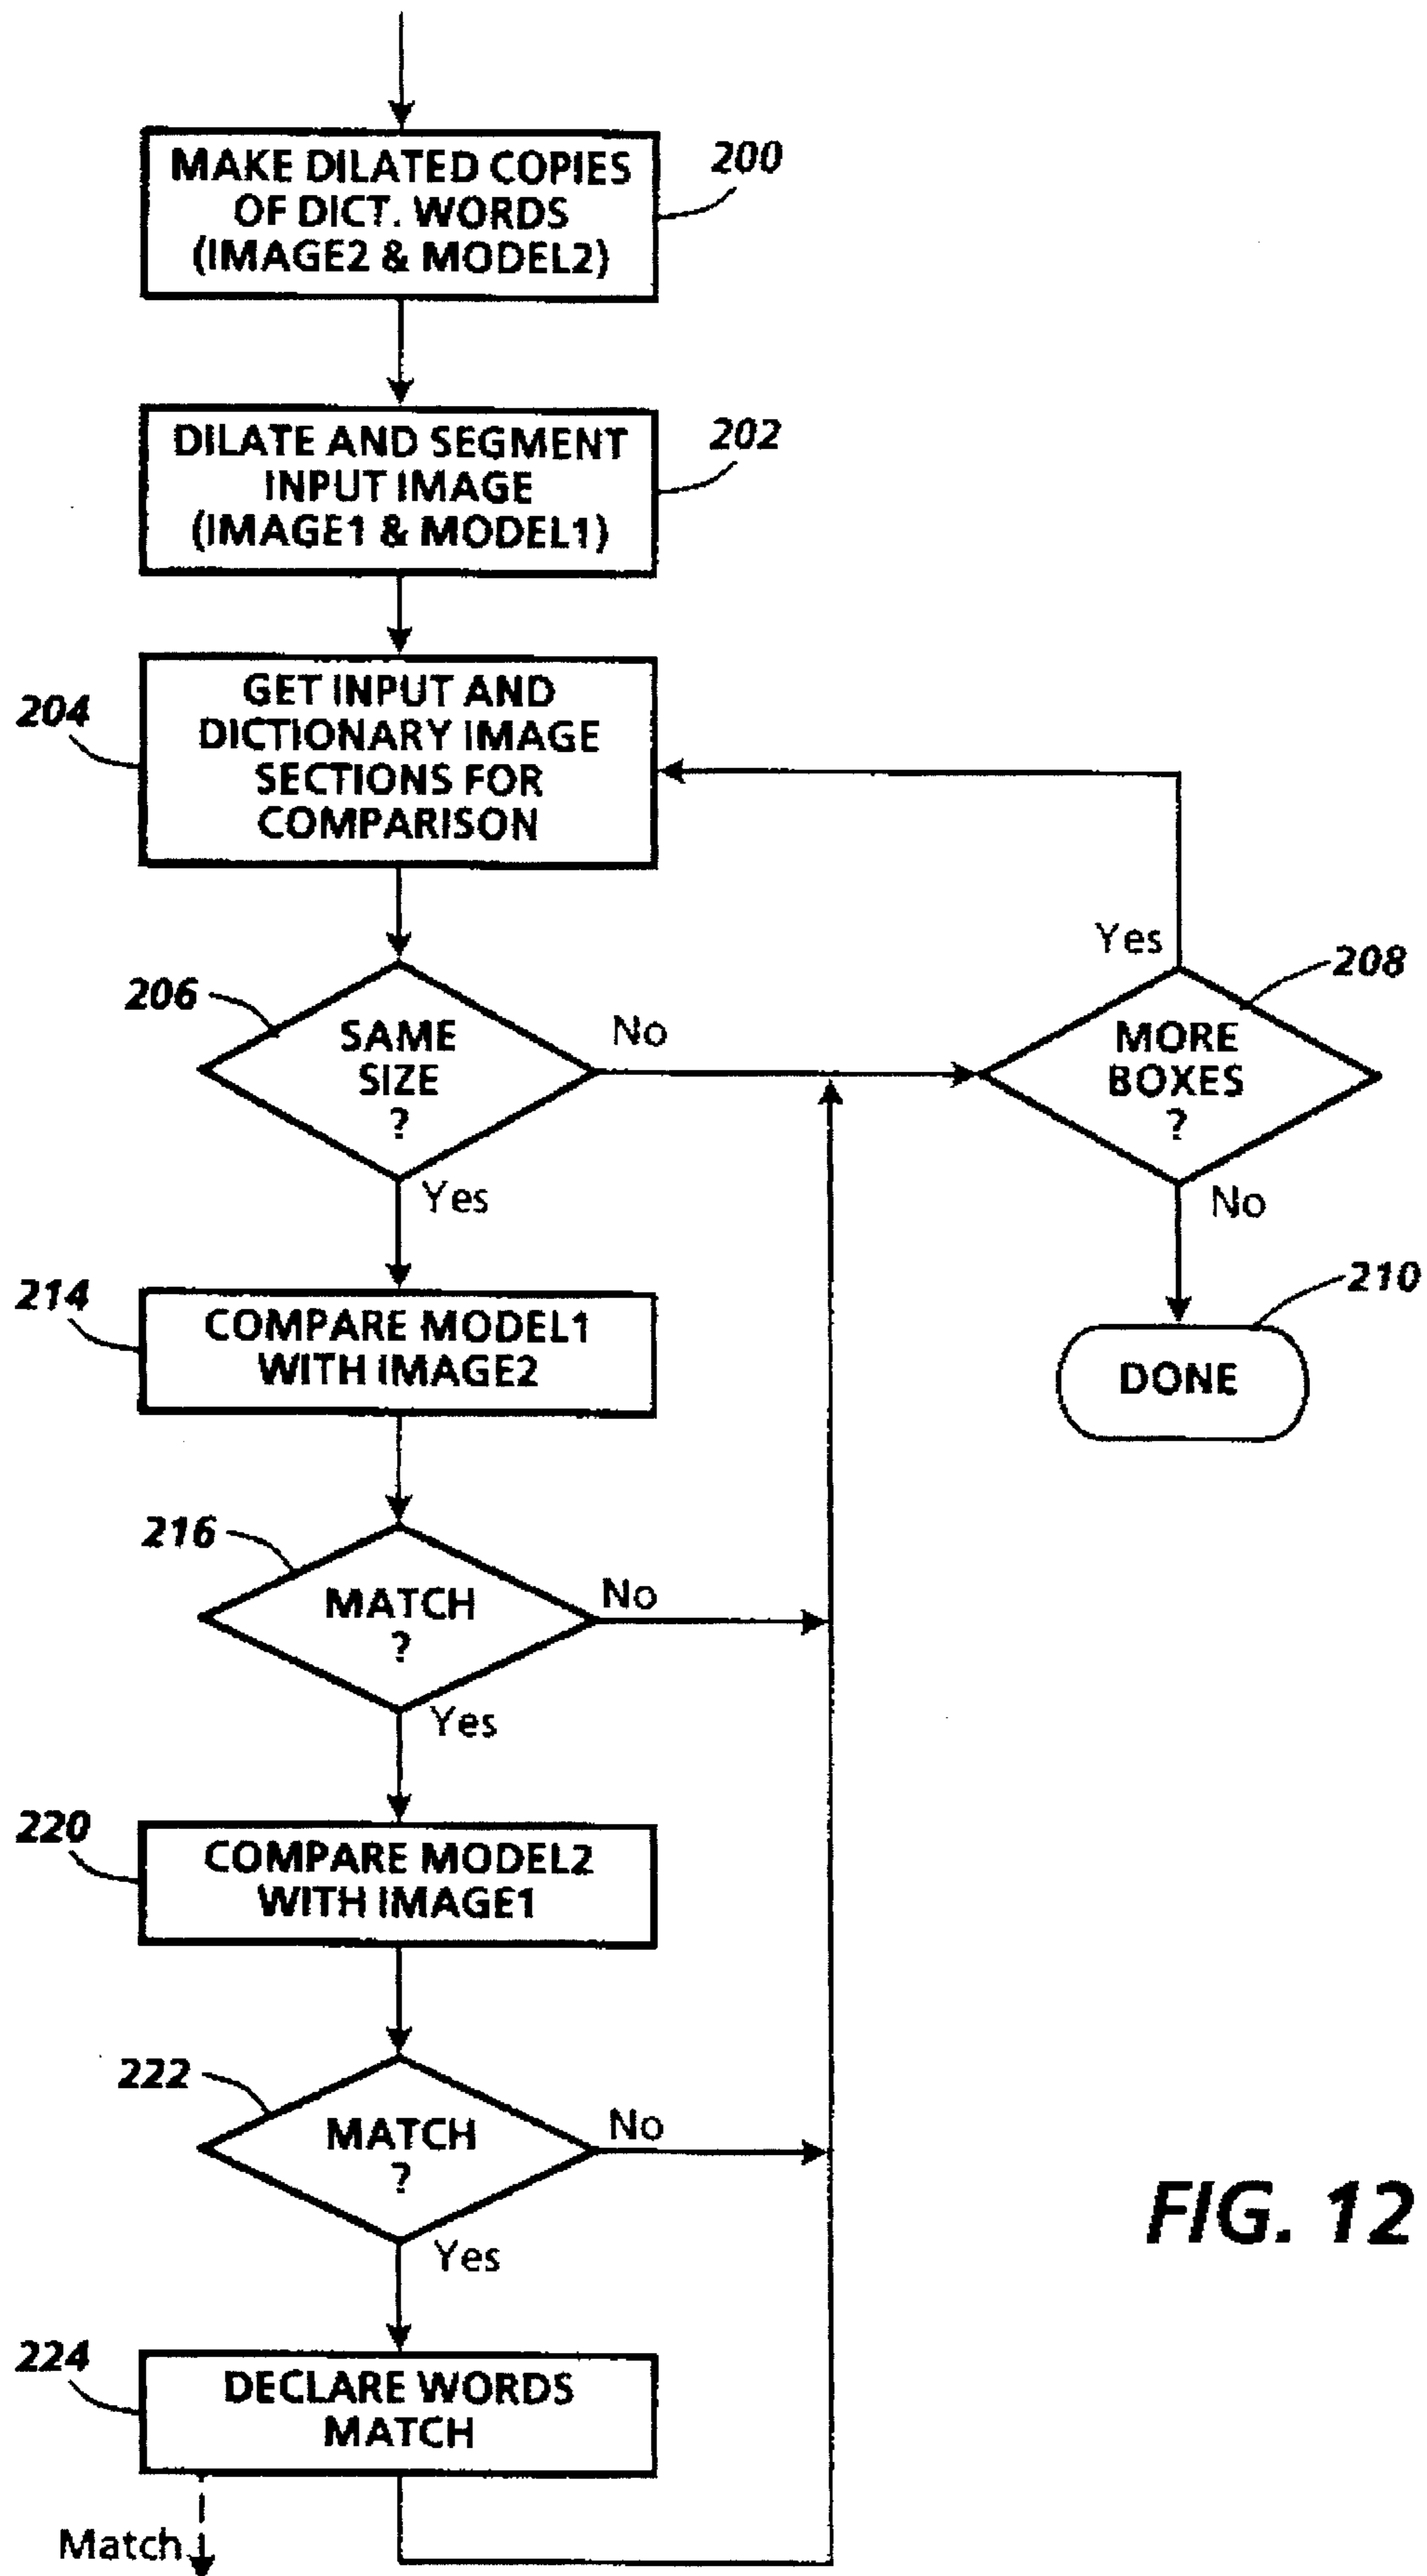 MAKE DILATED COPIES
OF DICT. WORDS
(IMAGE2 & MODEL2)
200
DILATE AND SEGMENT
INPUT IMAGE
(IMAGE1 & MODEL1)
202
204
GET INPUT AND
DICTIONARY IMAGE
SECTIONS FOR
COMPARISON
206
SAME
SIZE
?
No
Yes
Yes
208
MORE
BOXES
?
No
210
DONE
214
COMPARE MODEL1
WITH IMAGE2
216
MATCH
?
No
Yes
220
COMPARE MODEL2
WITH IMAGE1
222
MATCH
?
No
Yes
224
DECLARE WORDS
MATCH
Match
FIG. 12